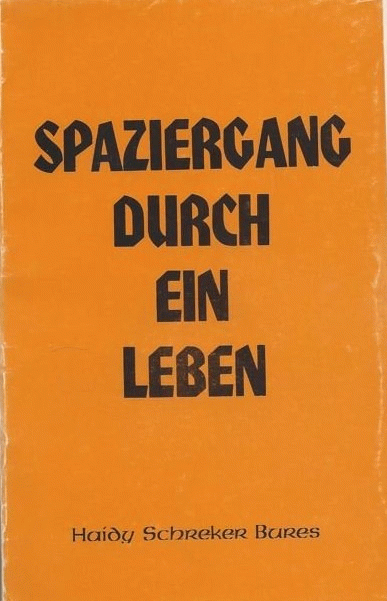 SPAZIERGANG
DURCH
EIN
LEBEN
Haidy Schreker Bures